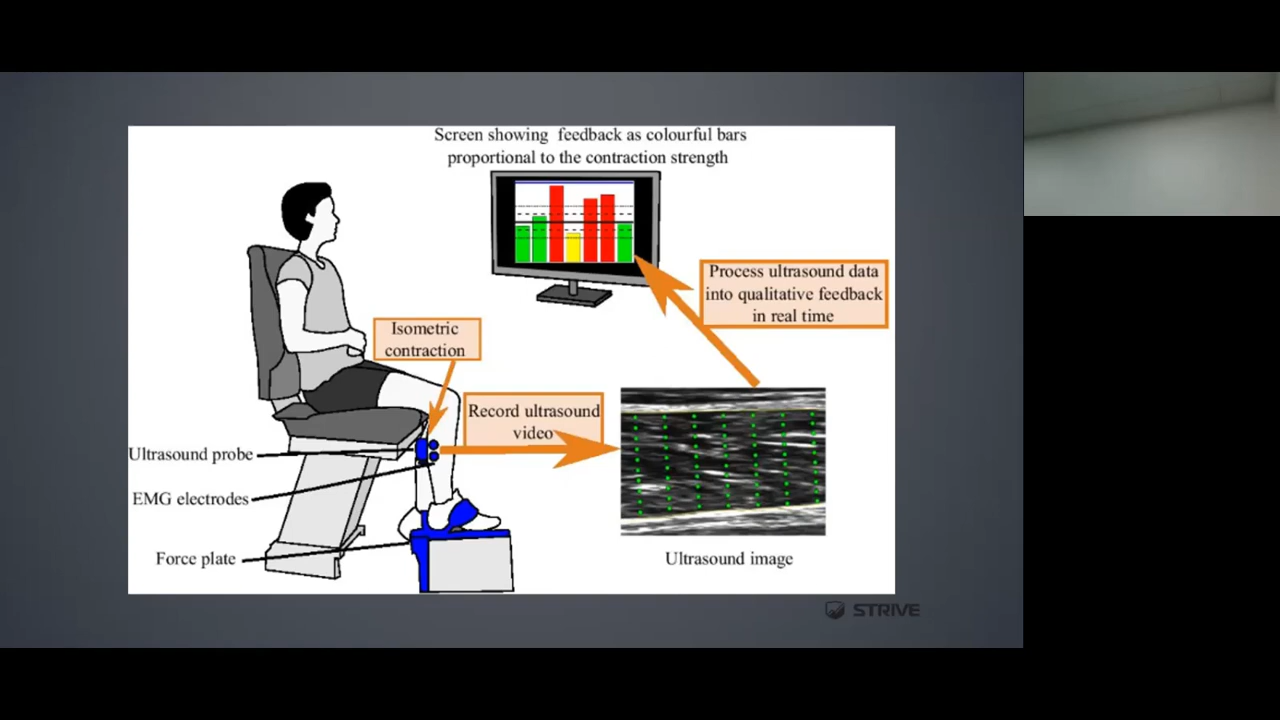 Screen showing feedback as colourful bars
proportional to the contraction strength
Process ultrasound data
into qualitative feedback
in real time
Isometric
contraction
Record ultrasound
video
Ultrasound probe
EMG electrodes
Force plate
Ultrasound image
STRIVE